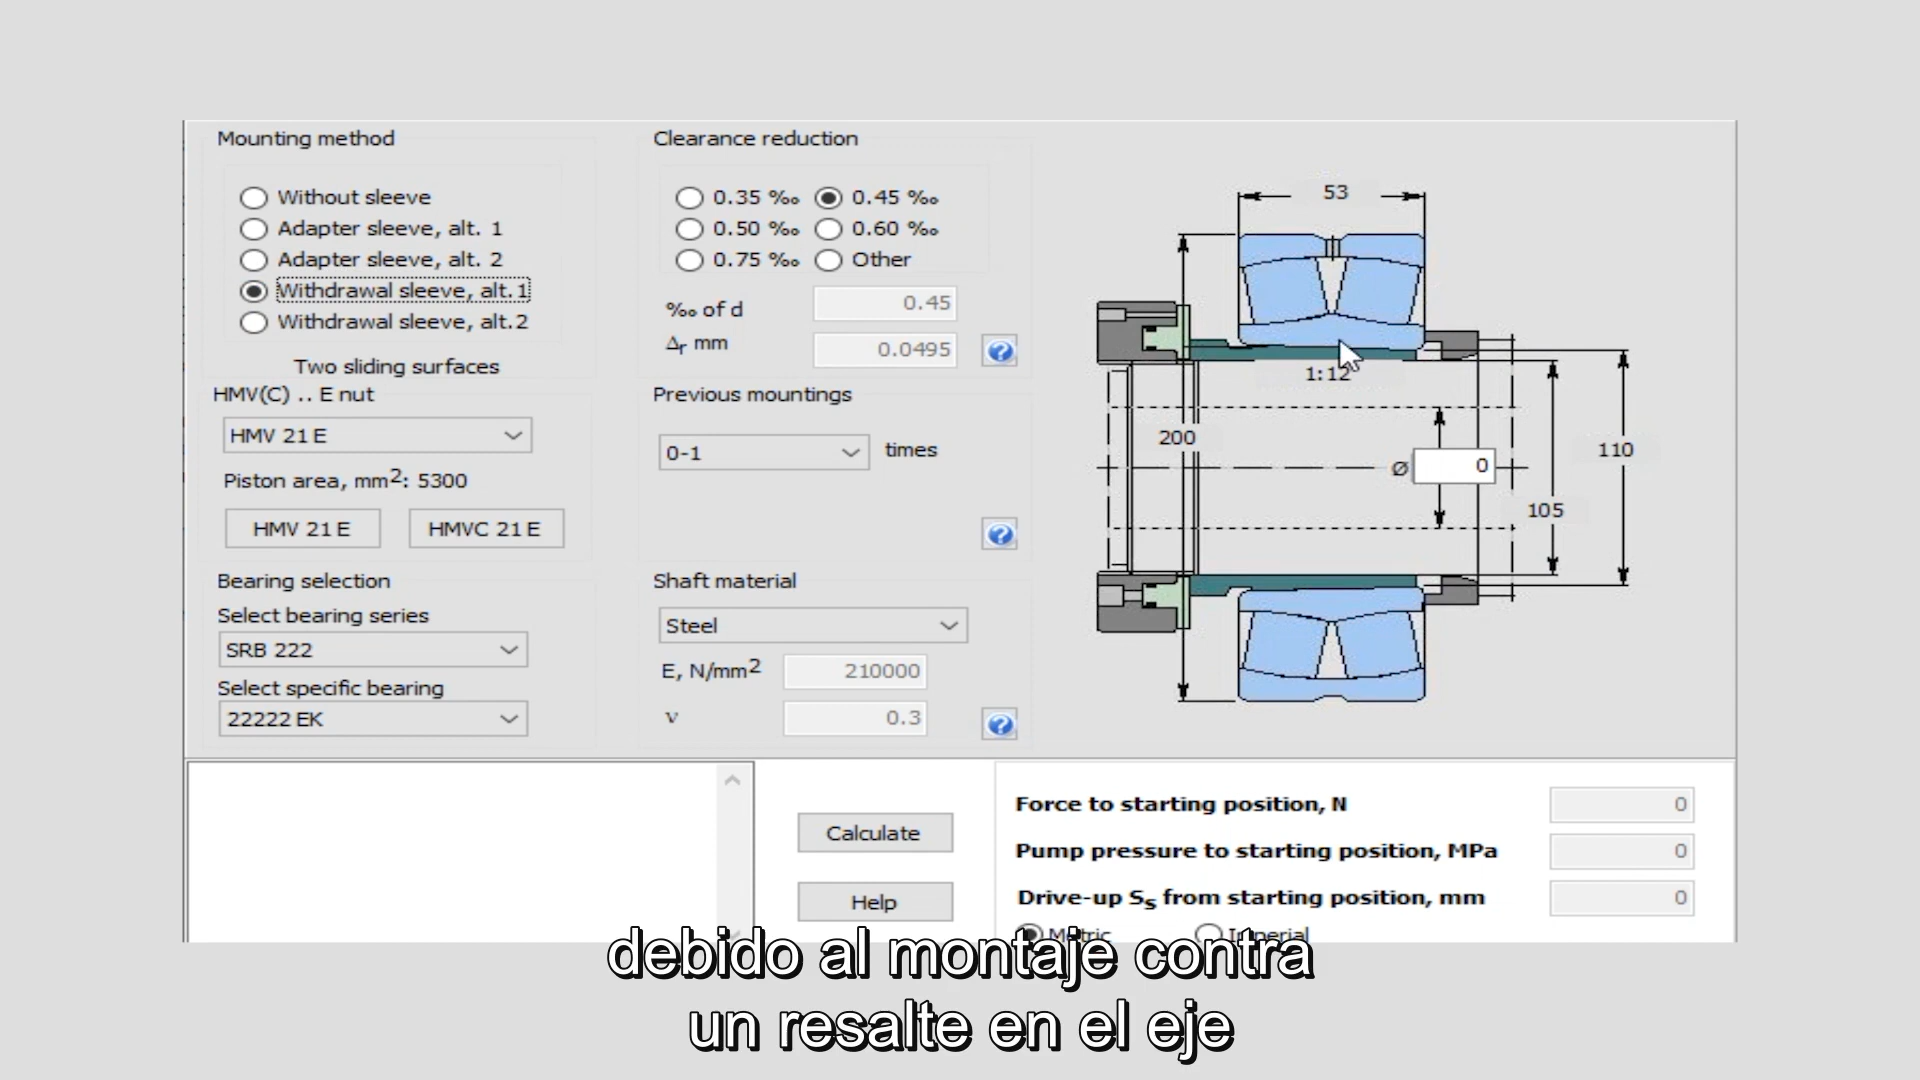 Mounting method
Without sleeve
Adapter sleeve, alt. 1
Adapter sleeve, alt. 2
Withdrawal sleeve, alt.1
Withdrawal sleeve, alt.2
Two sliding surfaces
HMV(C) .. E nut
HMV 21 E
Piston area, mm²: 5300
HMV 21 E
HMVC 21 E
Bearing selection
Select bearing series
SRB 222
Select specific bearing
22222 EK
Clearance reduction
0.35 ‰ 0.45 ‰
0.50 ‰ 0.60 ‰
0.75 ‰ Other
‰ of d 0.45
Δr mm 0.0495
?
Previous mountings
0-1 times
?
Shaft material
Steel
E, N/mm² 210000
ν 0.3
?
53
1:12
200
Ø 0
105
110
Calculate
Help
Force to starting position, N 0
Pump pressure to starting position, MPa 0
Drive-up Ss from starting position, mm 0
Metric Imperial
debido al montaje contra
un resalte en el eje